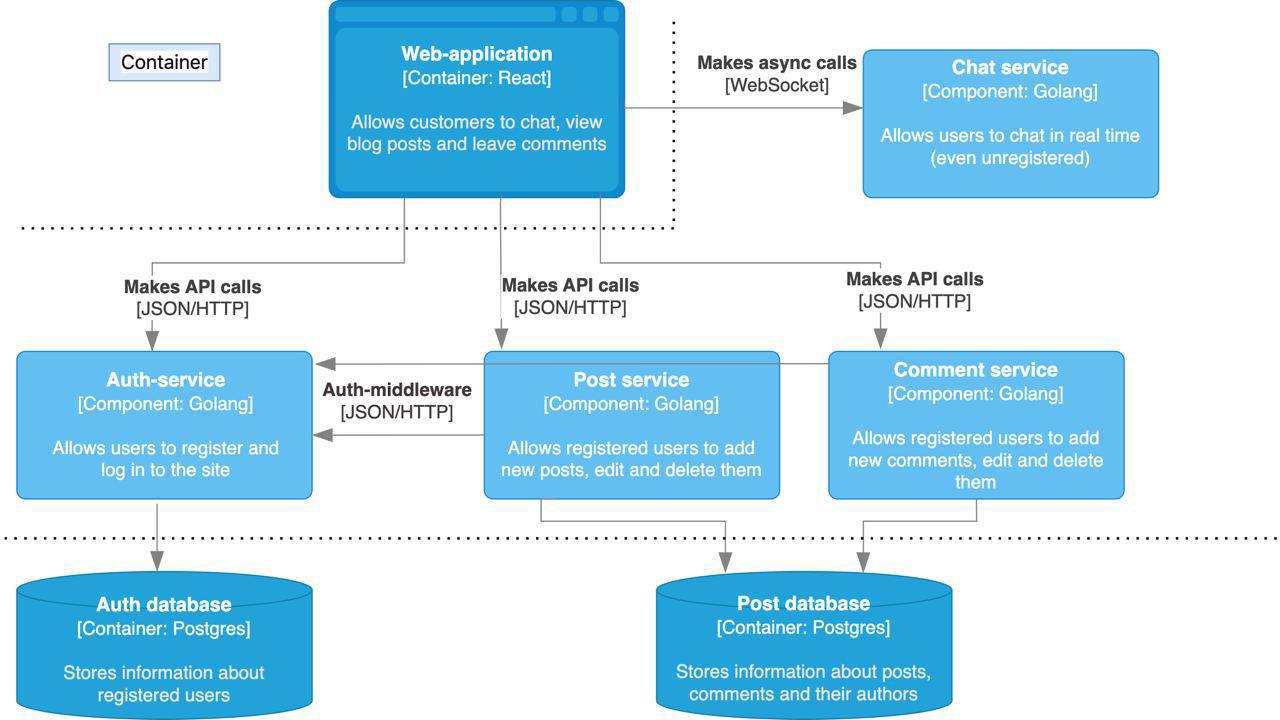 Container
Web-application
[Container: React]
Allows customers to chat, view
blog posts and leave comments
Makes async calls
[WebSocket]
Chat service
[Component: Golang]
Allows users to chat in real time
(even unregistered)
Makes API calls
[JSON/HTTP]
Makes API calls
[JSON/HTTP]
Makes API calls
[JSON/HTTP]
Auth-service
[Component: Golang]
Allows users to register and
log in to the site
Auth-middleware
[JSON/HTTP]
Post service
[Component: Golang]
Allows registered users to add
new posts, edit and delete them
Comment service
[Component: Golang]
Allows registered users to add
new comments, edit and delete
them
Auth database
[Container: Postgres]
Stores information about
registered users
Post database
[Container: Postgres]
Stores information about posts,
comments and their authors